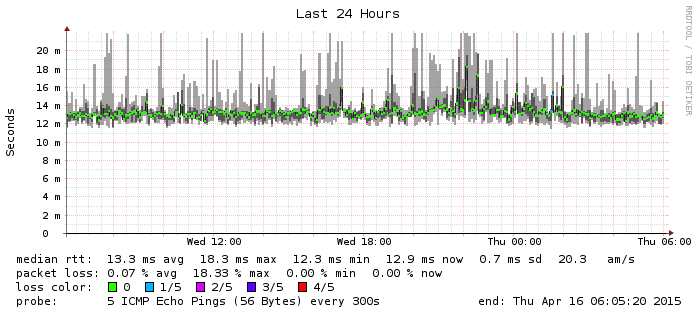 Last 24 Hours
RRDTOOL / TOBI OETIKER
Seconds
20 m
18 m
16 m
14 m
12 m
10 m
8 m
6 m
4 m
2 m
0
Wed 12:00 Wed 18:00 Thu 00:00 Thu 06:00
median rtt: 13.3 ms avg 18.3 ms max 12.3 ms min 12.9 ms now 0.7 ms sd 20.3 am/s
packet loss: 0.07 % avg 18.33 % max 0.00 % min 0.00 % now
loss color: 0 1/5 2/5 3/5 4/5
probe: 5 ICMP Echo Pings (56 Bytes) every 300s end: Thu Apr 16 06:05:20 2015